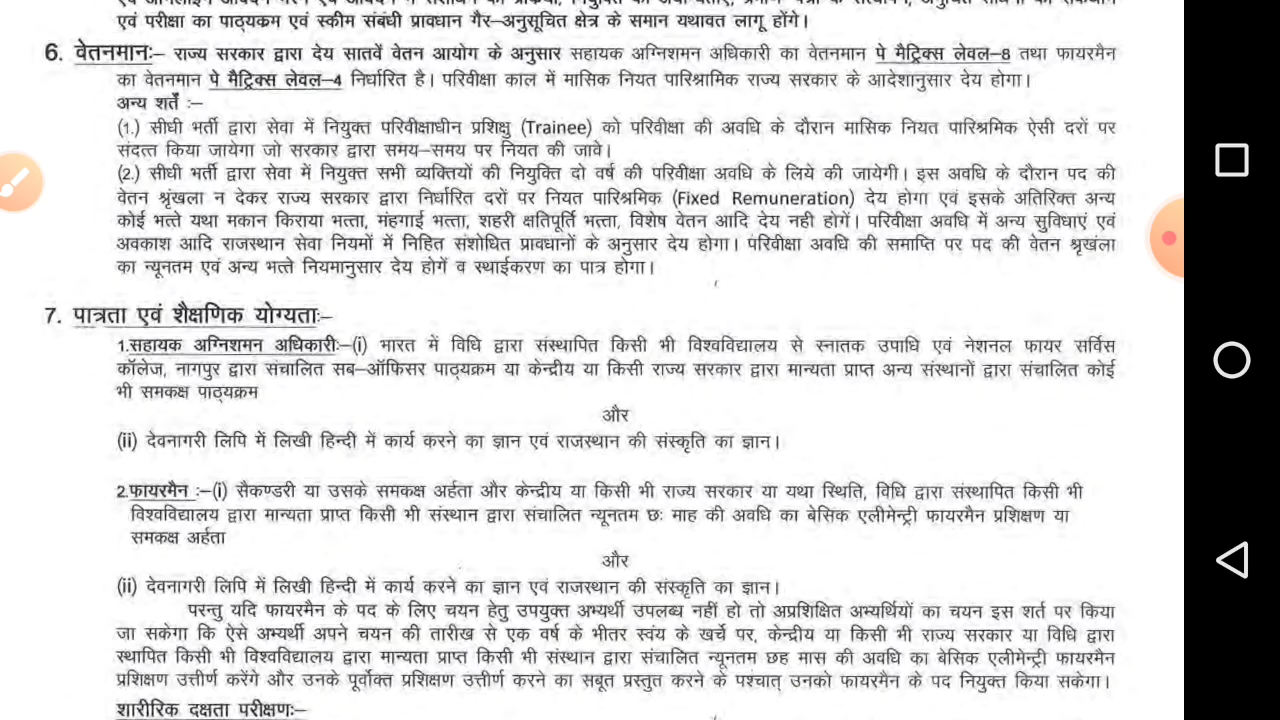 एवं परीक्षा का पाठ्यक्रम एवं स्कीम संबंधी प्रावधान गैर–अनुसूचित क्षेत्र के समान यथावत लागू होंगे।
6. वेतनमानः– राज्य सरकार द्वारा देय सातवें वेतन आयोग के अनुसार सहायक अग्निशमन अधिकारी का वेतनमान पे मैट्रिक्स लेवल–8 तथा फायरमैन
का वेतनमान पे मैट्रिक्स लेवल–4 निर्धारित है। परिवीक्षा काल में मासिक नियत पारिश्रामिक राज्य सरकार के आदेशानुसार देय होगा।
अन्य शर्तें :–
(1.) सीधी भर्ती द्वारा सेवा में नियुक्त परिवीक्षाधीन प्रशिक्षु (Trainee) को परिवीक्षा की अवधि के दौरान मासिक नियत पारिश्रमिक ऐसी दरों पर
संदत्त किया जायेगा जो सरकार द्वारा समय–समय पर नियत की जावे।
(2.) सीधी भर्ती द्वारा सेवा में नियुक्त सभी व्यक्तियों की नियुक्ति दो वर्ष की परिवीक्षा अवधि के लिये की जायेगी। इस अवधि के दौरान पद की
वेतन श्रृंखला न देकर राज्य सरकार द्वारा निर्धारित दरों पर नियत पारिश्रमिक (Fixed Remuneration) देय होगा एवं इसके अतिरिक्त अन्य
कोई भत्ते यथा मकान किराया भत्ता, मंहगाई भत्ता, शहरी क्षतिपूर्ति भत्ता, विशेष वेतन आदि देय नही होगें। परिवीक्षा अवधि में अन्य सुविधाएं एवं
अवकाश आदि राजस्थान सेवा नियमों में निहित संशोधित प्रावधानों के अनुसार देय होगा। परिवीक्षा अवधि की समाप्ति पर पद की वेतन श्रृखंला
का न्यूनतम एवं अन्य भत्ते नियमानुसार देय होगें व स्थाईकरण का पात्र होगा।
7. पात्रता एवं शैक्षणिक योग्यताः–
1.सहायक अग्निशमन अधिकारीः–(i) भारत में विधि द्वारा संस्थापित किसी भी विश्वविद्यालय से स्नातक उपाधि एवं नेशनल फायर सर्विस
कॉलेज, नागपुर द्वारा संचालित सब–ऑफिसर पाठ्यक्रम या केन्द्रीय या किसी राज्य सरकार द्वारा मान्यता प्राप्त अन्य संस्थानों द्वारा संचालित कोई
भी समकक्ष पाठ्यक्रम
और
(ii) देवनागरी लिपि में लिखी हिन्दी में कार्य करने का ज्ञान एवं राजस्थान की संस्कृति का ज्ञान।
2.फायरमैन :–(i) सैकण्डरी या उसके समकक्ष अर्हता और केन्द्रीय या किसी भी राज्य सरकार या यथा स्थिति, विधि द्वारा संस्थापित किसी भी
विश्वविद्यालय द्वारा मान्यता प्राप्त किसी भी संस्थान द्वारा संचालित न्यूनतम छः माह की अवधि का बेसिक एलीमेन्ट्री फायरमैन प्रशिक्षण या
समकक्ष अर्हता
और
(ii) देवनागरी लिपि में लिखी हिन्दी में कार्य करने का ज्ञान एवं राजस्थान की संस्कृति का ज्ञान।
परन्तु यदि फायरमैन के पद के लिए चयन हेतु उपयुक्त अभ्यर्थी उपलब्ध नहीं हो तो अप्रशिक्षित अभ्यर्थियों का चयन इस शर्त पर किया
जा सकेगा कि ऐसे अभ्यर्थी अपने चयन की तारीख से एक वर्ष के भीतर स्वंय के खर्चे पर, केन्द्रीय या किसी भी राज्य सरकार या विधि द्वारा
स्थापित किसी भी विश्वविद्यालय द्वारा मान्यता प्राप्त किसी भी संस्थान द्वारा संचालित न्यूनतम छह मास की अवधि का बेसिक एलीमेन्ट्री फायरमैन
प्रशिक्षण उत्तीर्ण करेंगे और उनके पूर्वोक्त प्रशिक्षण उत्तीर्ण करने का सबूत प्रस्तुत करने के पश्चात् उनको फायरमैन के पद नियुक्त किया सकेगा।
शारीरिक दक्षता परीक्षणः–